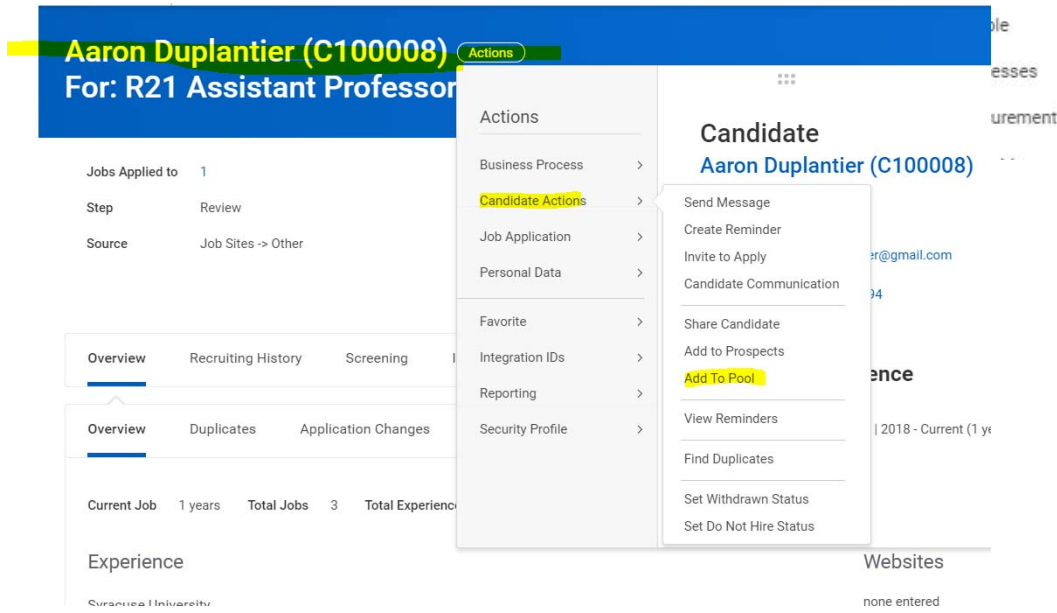 Aaron Duplantier (C100008) Actions
For: R21 Assistant Professor
esses
urement
Jobs Applied to 1
Step Review
Source Job Sites -> Other
Actions
Business Process
Candidate Actions
Job Application
Personal Data
Favorite
Integration IDs
Reporting
Security Profile
Candidate
Aaron Duplantier (C100008)
Send Message
Create Reminder
Invite to Apply
Candidate Communication
Share Candidate
Add to Prospects
Add To Pool
View Reminders
Find Duplicates
Set Withdrawn Status
Set Do Not Hire Status
er@gmail.com
94
ence
| 2018 - Current (1 ye
Overview Recruiting History Screening
Overview Duplicates Application Changes
Current Job 1 years Total Jobs 3 Total Experience
Experience
Syracuse University
Websites
none entered